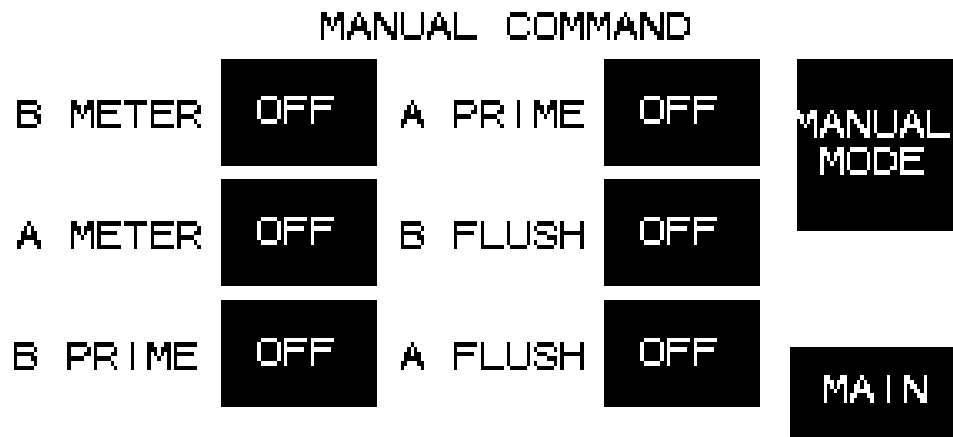 MANUAL COMMAND
B METER OFF A PRIME OFF
MANUAL
MODE
A METER OFF B FLUSH OFF
B PRIME OFF A FLUSH OFF
MAIN